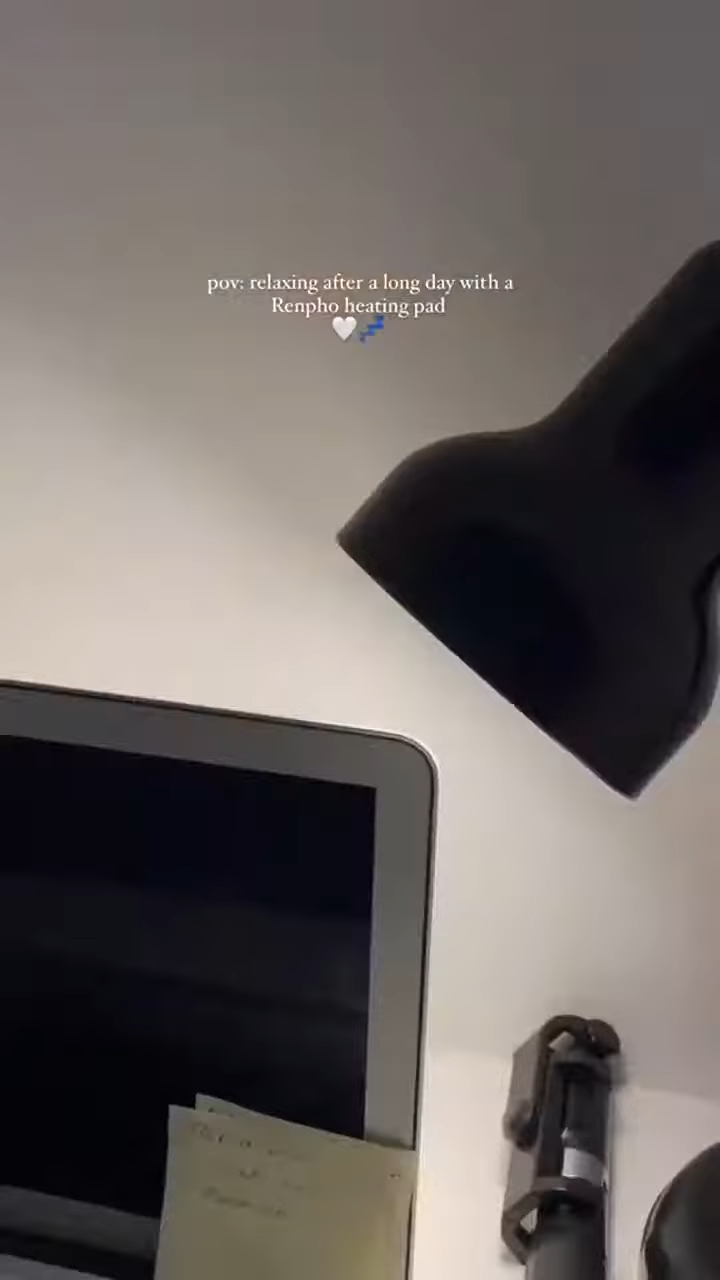 pov: relaxing after a long day with a
Renpho heating pad
🤍💤